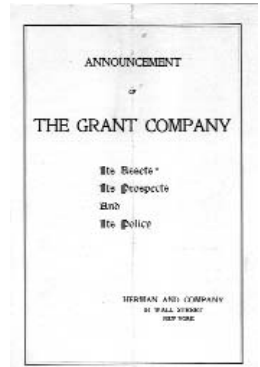 ANNOUNCEMENT
of
THE GRANT COMPANY
Its Assets
Its Prospects
And
Its Policy
HERMAN AND COMPANY
WALL STREET
NEW YORK